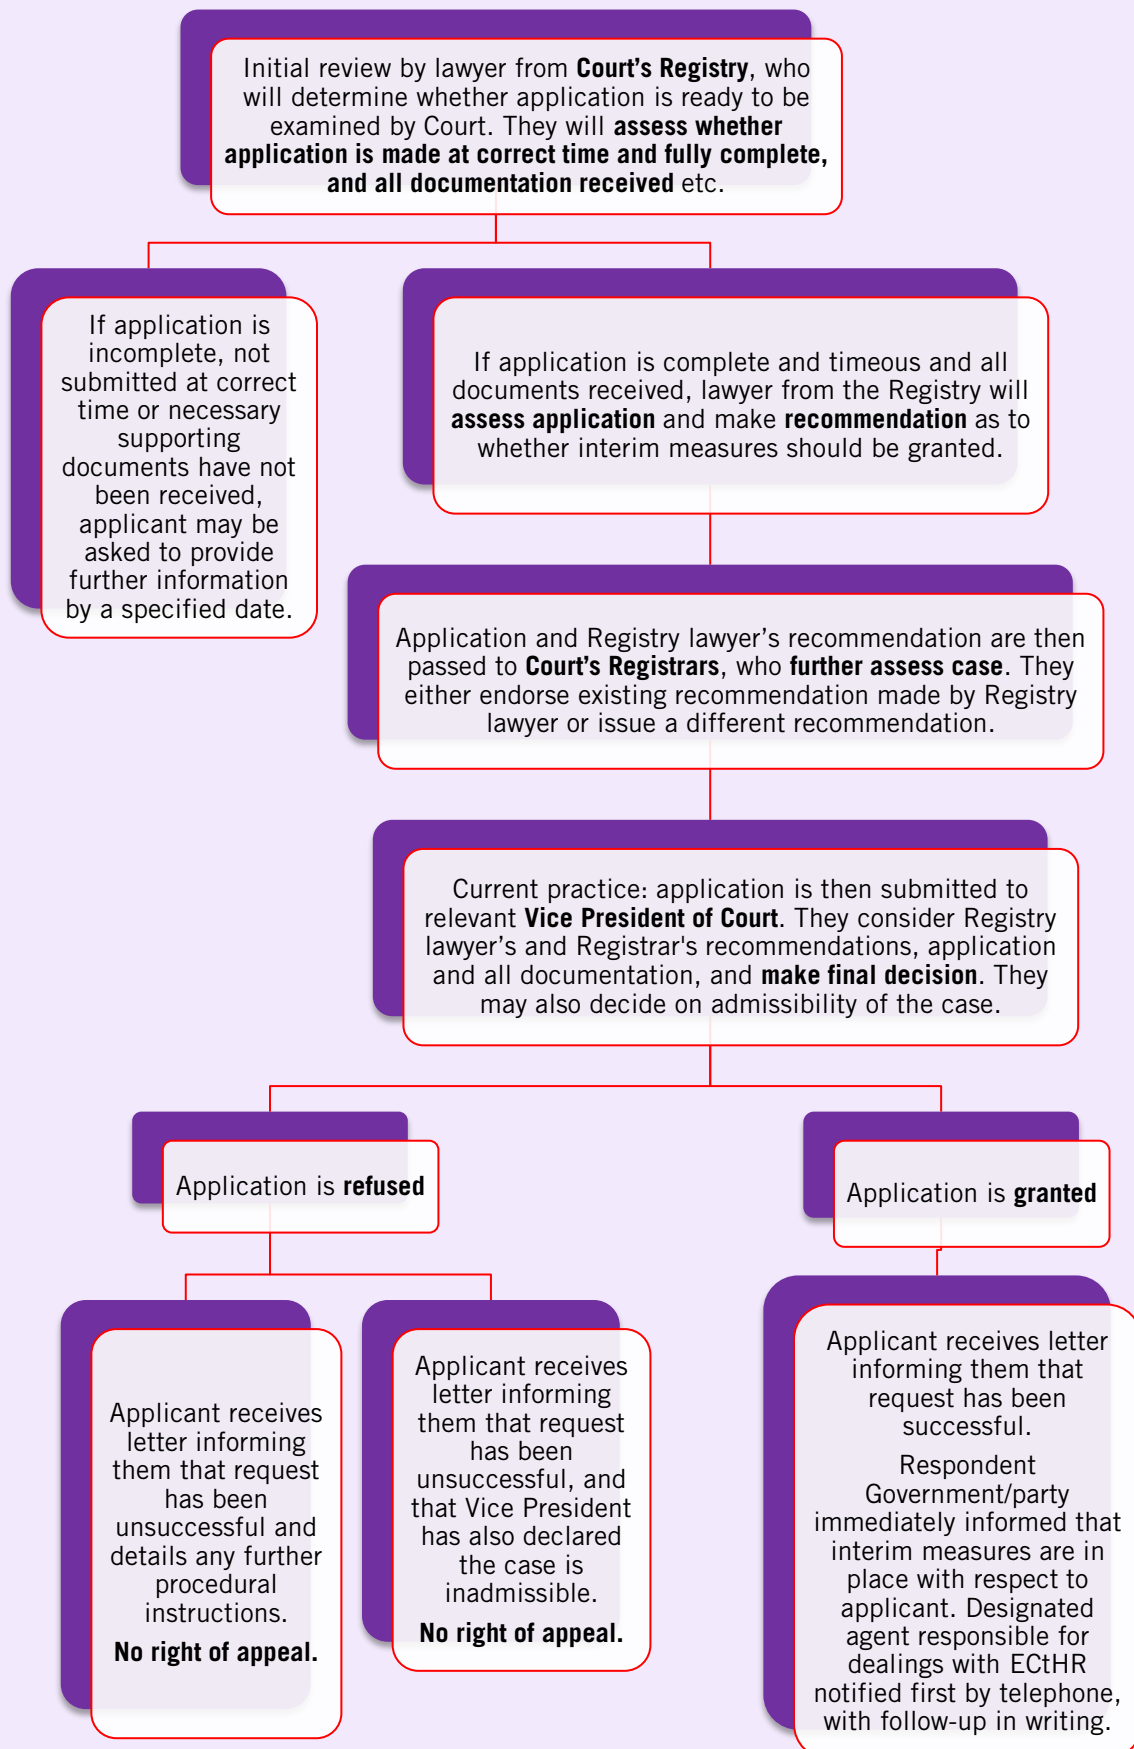 Initial review by lawyer from Court's Registry, who
will determine whether application is ready to be
examined by Court. They will assess whether
application is made at correct time and fully complete,
and all documentation received etc.
If application is
incomplete, not
submitted at correct
time or necessary
supporting
documents have not
been received,
applicant may be
asked to provide
further information
by a specified date.
If application is complete and timeous and all
documents received, lawyer from the Registry will
assess application and make recommendation as to
whether interim measures should be granted.
Application and Registry lawyer's recommendation are then
passed to Court's Registrars, who further assess case. They
either endorse existing recommendation made by Registry
lawyer or issue a different recommendation.
Current practice: application is then submitted to
relevant Vice President of Court. They consider Registry
lawyer's and Registrar's recommendations, application
and all documentation, and make final decision. They
may also decide on admissibility of the case.
Application is refused
Application is granted
Applicant receives
letter informing
them that request
has been
unsuccessful and
details any further
procedural
instructions.
No right of appeal.
Applicant receives
letter informing
them that request
has been
unsuccessful, and
that Vice President
has also declared
the case is
inadmissible.
No right of appeal.
Applicant receives letter
informing them that
request has been
successful.
Respondent
Government/party
immediately informed that
interim measures are in
place with respect to
applicant. Designated
agent responsible for
dealings with ECtHR
notified first by telephone,
with follow-up in writing.